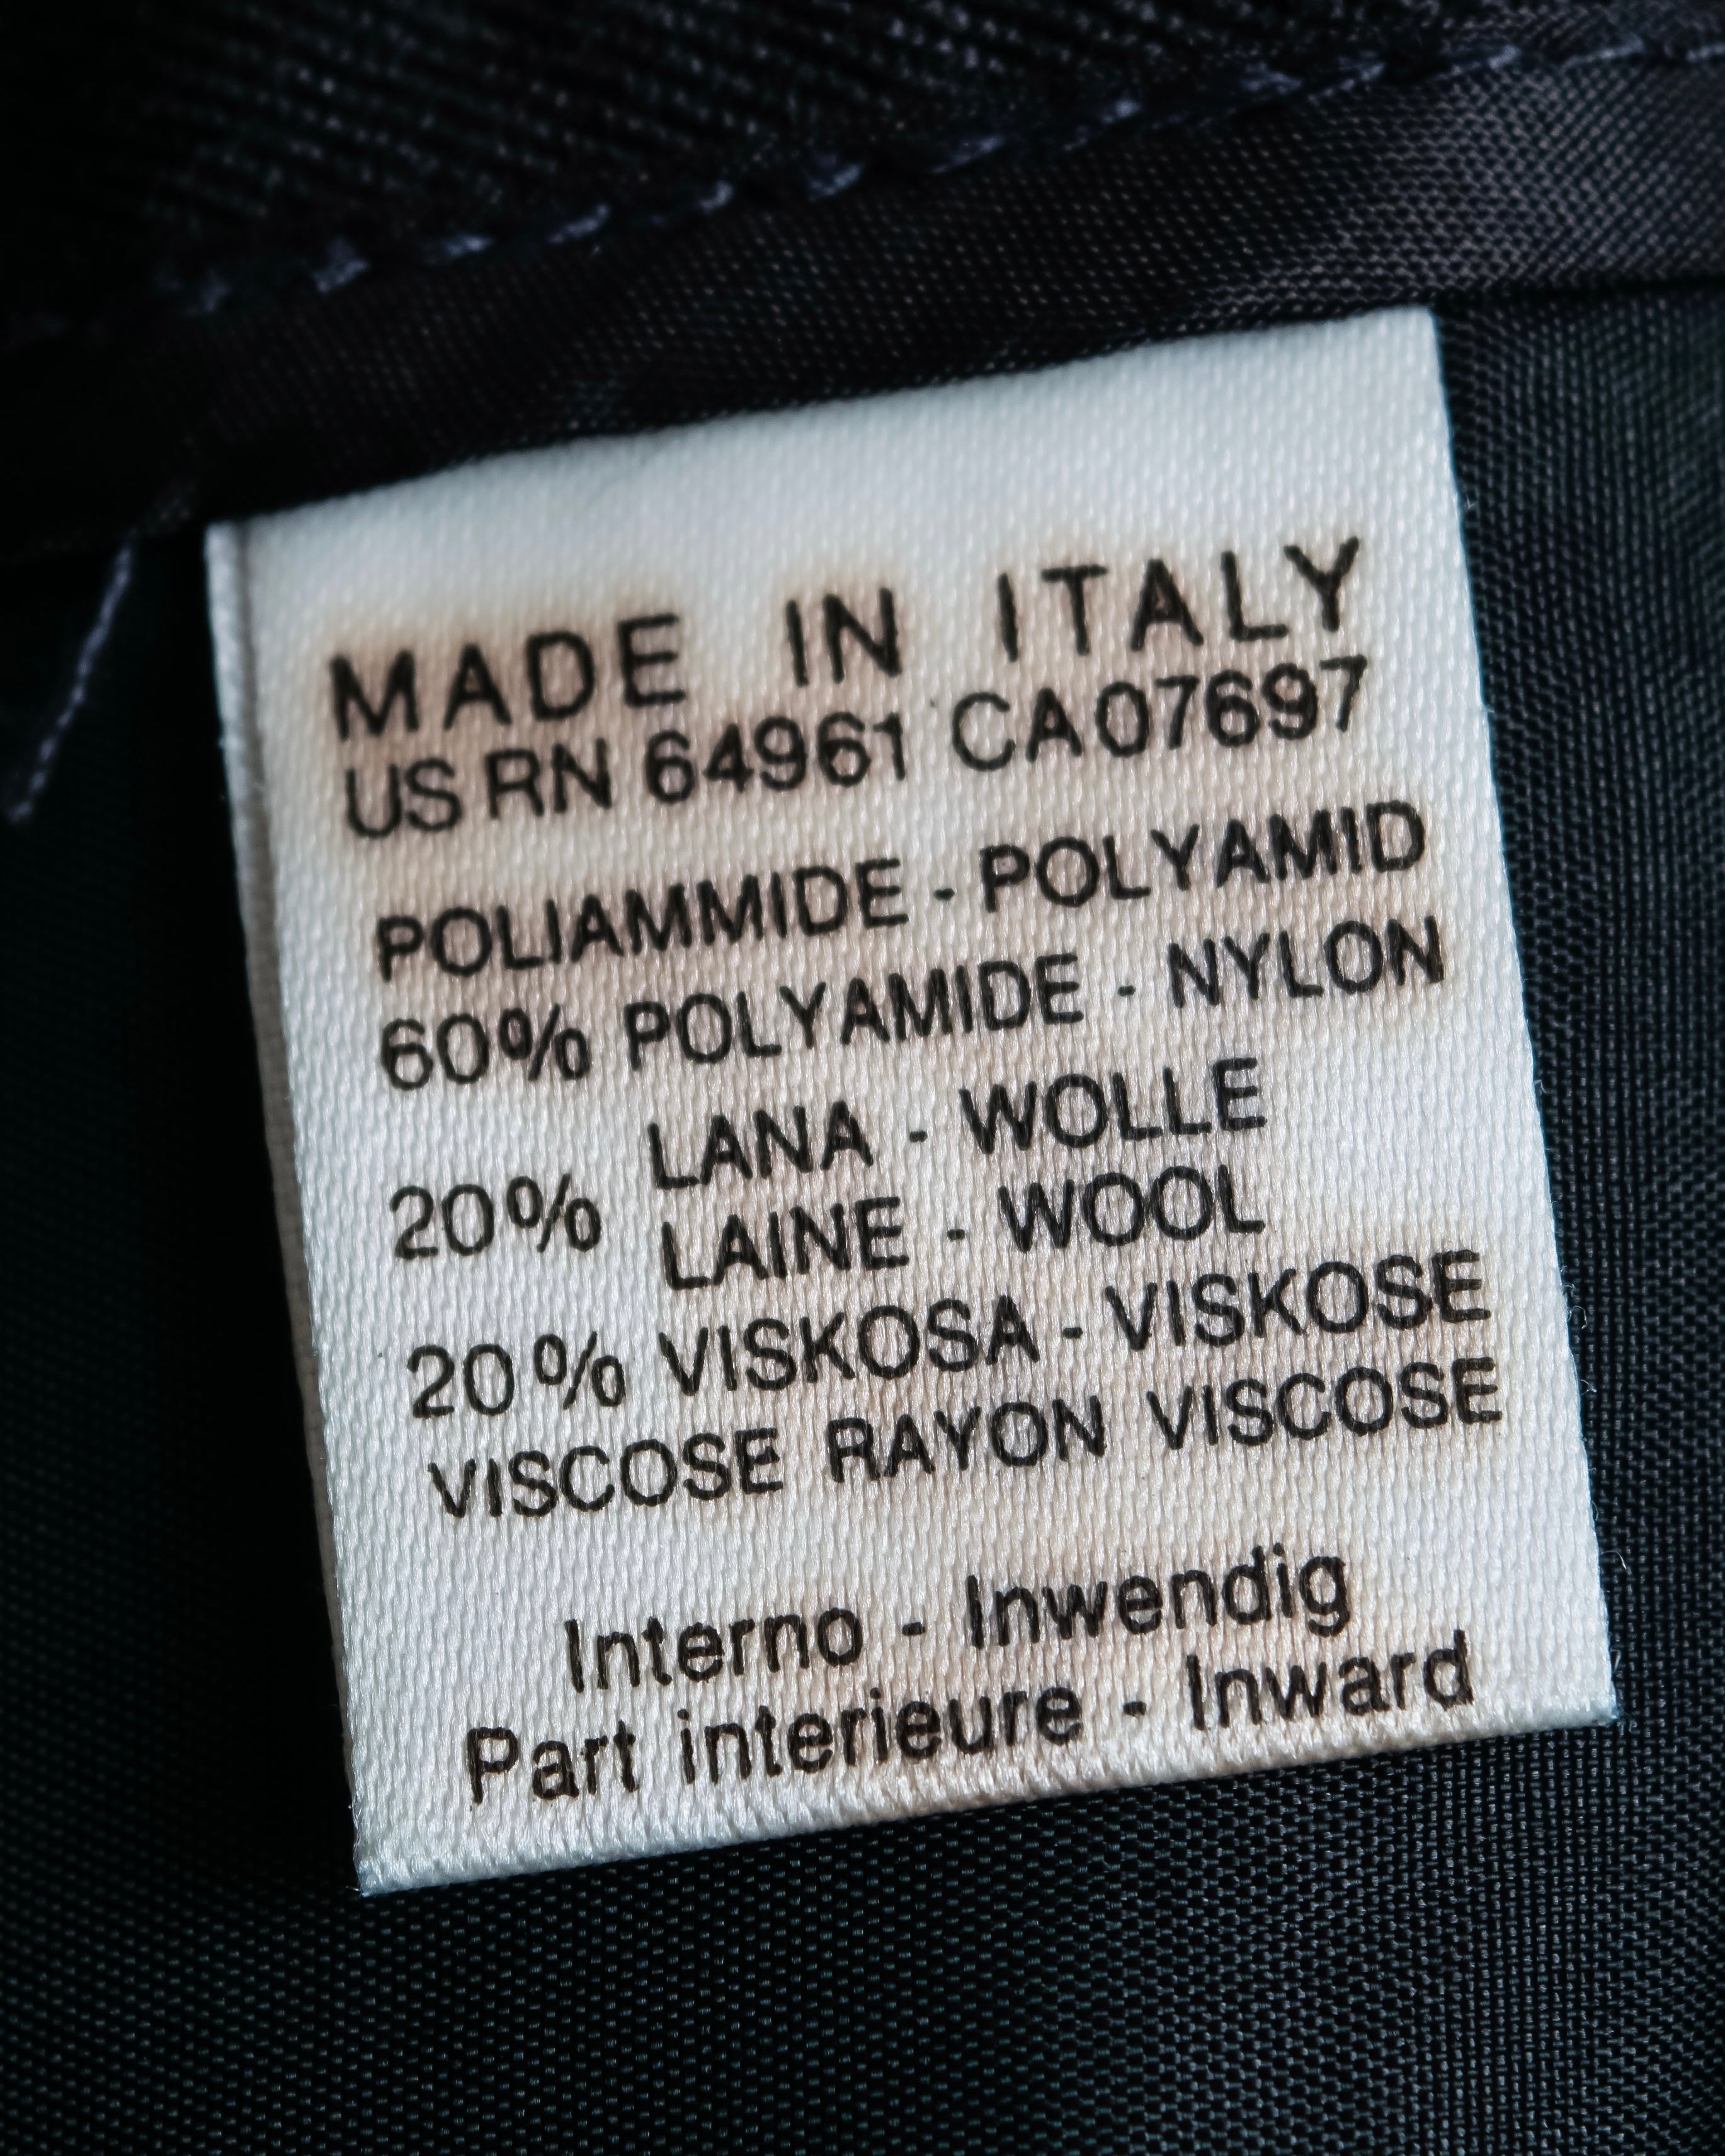 MADE IN ITALY
US RN 64961 CA07697
POLIAMMIDE - POLYAMID
60% POLYAMIDE - NYLON
20% LANA - WOLLE
LAINE - WOOL
20% VISKOSA - VISKOSE
VISCOSE RAYON VISCOSE
Interno - Inwendig
Part interieure - Inward